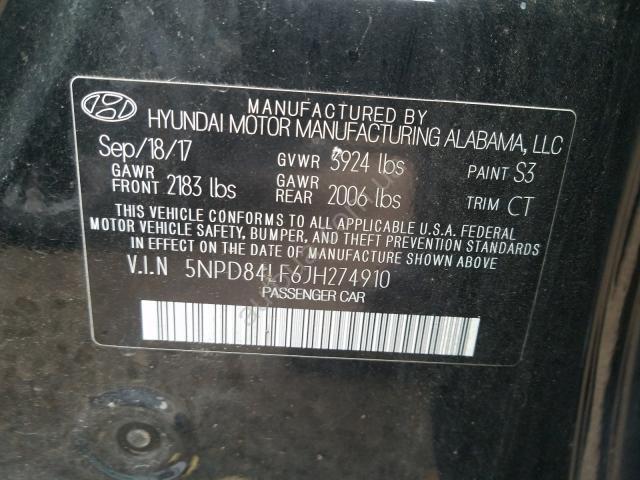 MANUFACTURED BY
HYUNDAI MOTOR MANUFACTURING ALABAMA, LLC
Sep/18/17 GVWR 3924 lbs PAINT S3
GAWR FRONT 2183 lbs GAWR REAR 2006 lbs TRIM CT
THIS VEHICLE CONFORMS TO ALL APPLICABLE U.S.A. FEDERAL
MOTOR VEHICLE SAFETY, BUMPER, AND THEFT PREVENTION STANDARDS
IN EFFECT ON THE DATE OF MANUFACTURE SHOWN ABOVE
V.I.N 5NPD84LF6JH274910
PASSENGER CAR